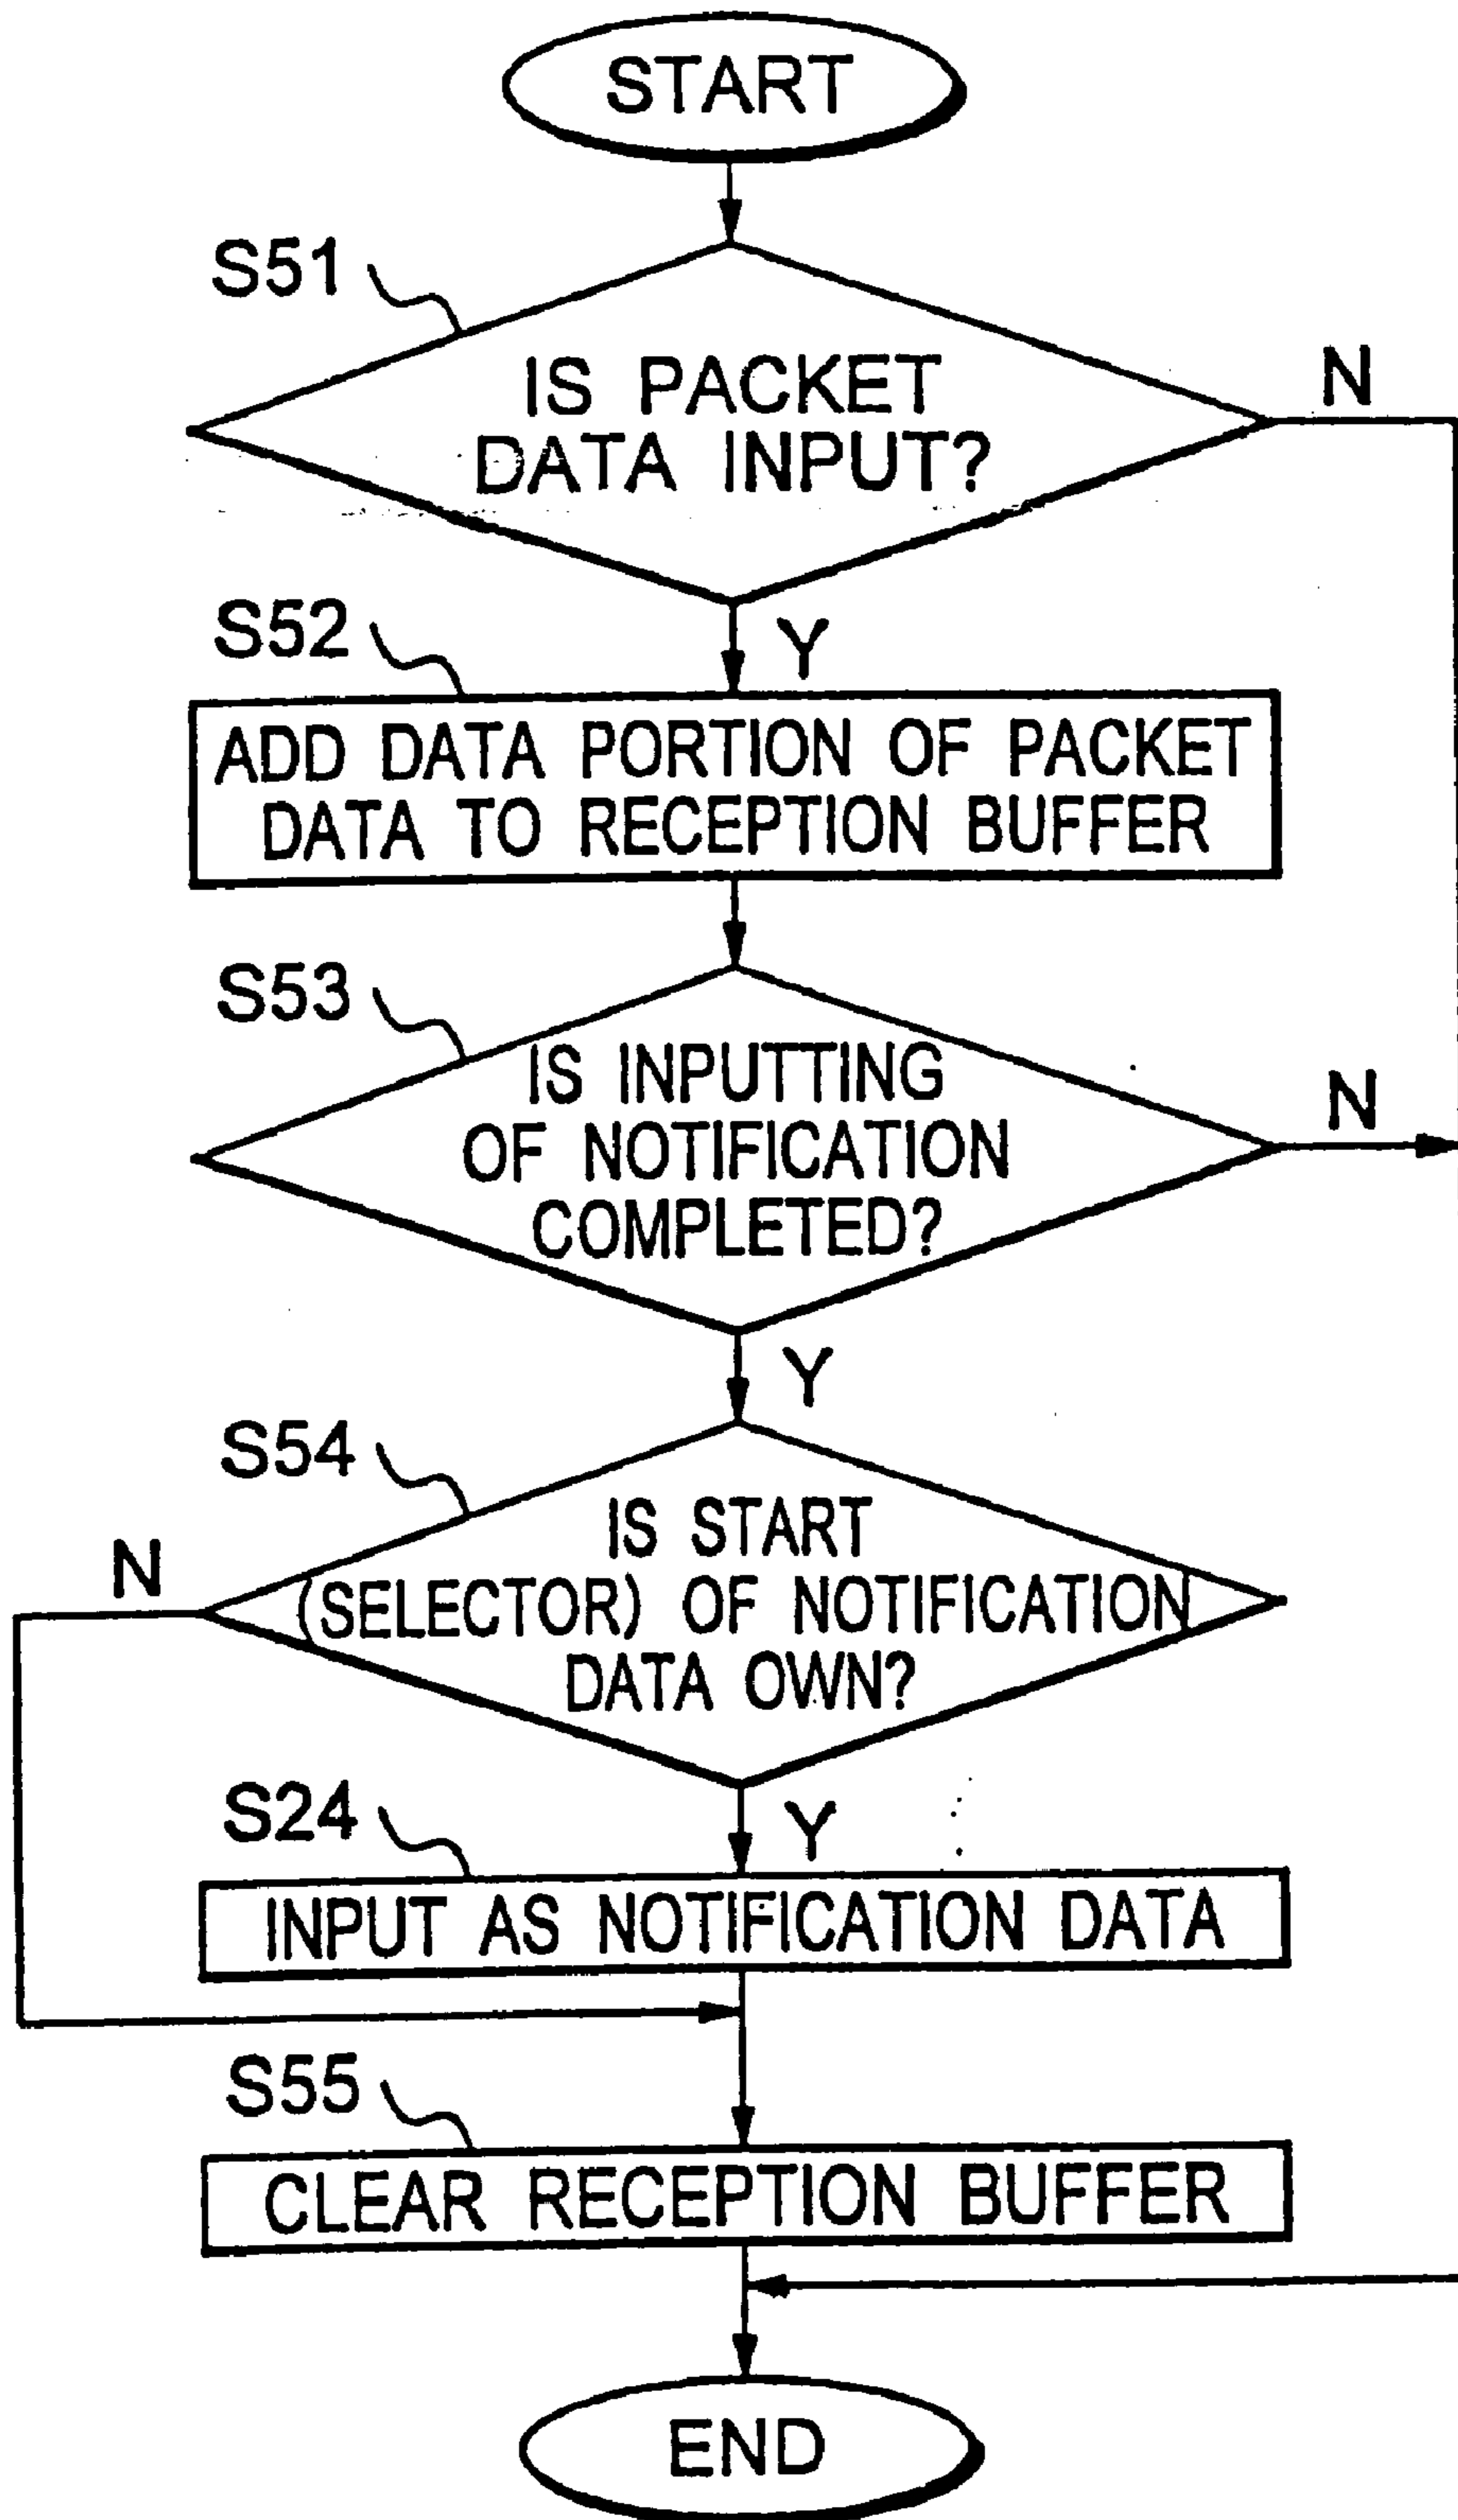 START
S51
IS PACKET
DATA INPUT?
N
S52
Y
ADD DATA PORTION OF PACKET
DATA TO RECEPTION BUFFER
S53
IS INPUTTING
OF NOTIFICATION
COMPLETED?
N
Y
S54
IS START
(SELECTOR) OF NOTIFICATION
DATA OWN?
N
S24
Y
INPUT AS NOTIFICATION DATA
S55
CLEAR RECEPTION BUFFER
END